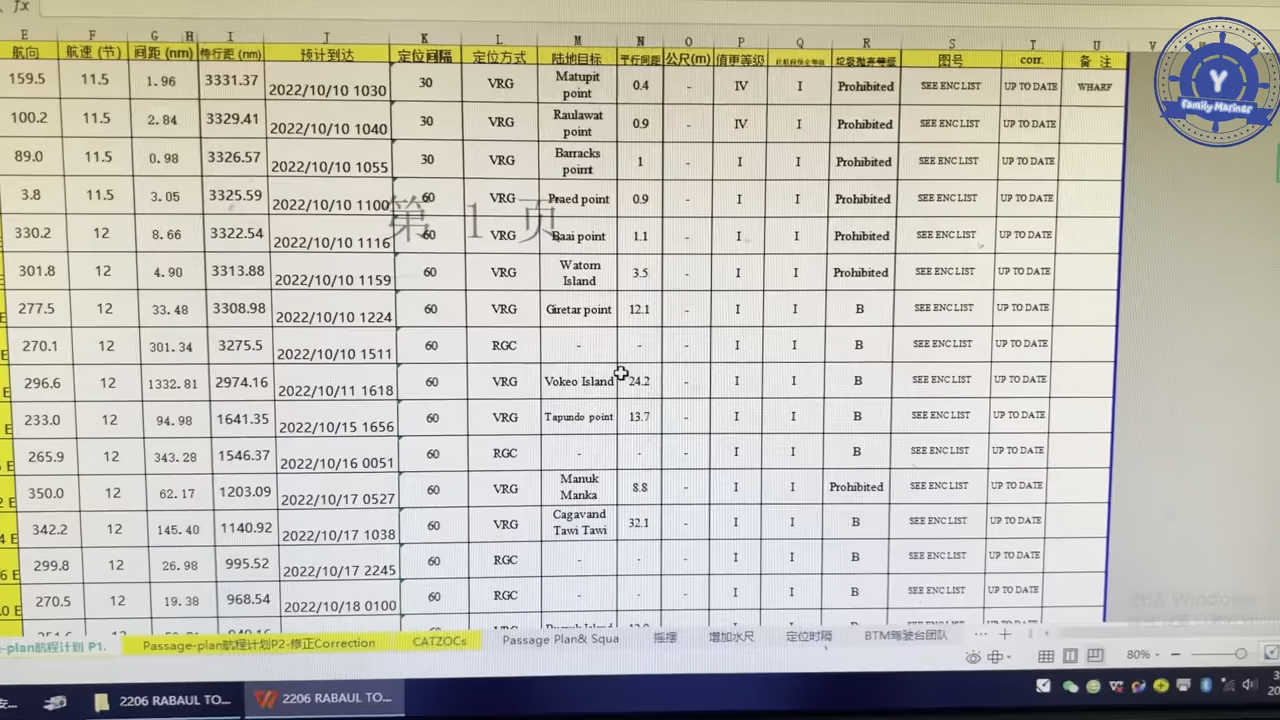 fx
E F G H I J K L M N O P Q R S T U V
航向 航速 (节) 间距 (nm) 待行距 (nm) 预计到达 定位间隔 定位方式 陆地目标 平行间距 公尺(m) 值更等级 垃圾抛弃等级 图号 corr. 备 注
159.5 11.5 1.96 3331.37 2022/10/10 1030 30 VRG Matupit point 0.4 - IV I Prohibited SEE ENC LIST UP TO DATE WHARF
100.2 11.5 2.84 3329.41 2022/10/10 1040 30 VRG Raulawat point 0.9 - IV I Prohibited SEE ENC LIST UP TO DATE
89.0 11.5 0.98 3326.57 2022/10/10 1055 30 VRG Barracks point 1 - I I Prohibited SEE ENC LIST UP TO DATE
3.8 11.5 3.05 3325.59 2022/10/10 1100 60 VRG Praed point 0.9 - I I Prohibited SEE ENC LIST UP TO DATE
第 1 页
330.2 12 8.66 3322.54 2022/10/10 1116 60 VRG Baai point 1.1 - I I Prohibited SEE ENC LIST UP TO DATE
301.8 12 4.90 3313.88 2022/10/10 1159 60 VRG Watom Island 3.5 - I I Prohibited SEE ENC LIST UP TO DATE
277.5 12 33.48 3308.98 2022/10/10 1224 60 VRG Giretar point 12.1 - I I B SEE ENC LIST UP TO DATE
270.1 12 301.34 3275.5 2022/10/10 1511 60 RGC - - - I I B SEE ENC LIST UP TO DATE
296.6 12 1332.81 2974.16 2022/10/11 1618 60 VRG Vokeo Island 24.2 - I I B SEE ENC LIST UP TO DATE
E 233.0 12 94.98 1641.35 2022/10/15 1656 60 VRG Tapundo point 13.7 - I I B SEE ENC LIST UP TO DATE
E 265.9 12 343.28 1546.37 2022/10/16 0051 60 RGC - - - I I B SEE ENC LIST UP TO DATE
2 E 350.0 12 62.17 1203.09 2022/10/17 0527 60 VRG Manuk Manka 8.8 - I I Prohibited SEE ENC LIST UP TO DATE
4 E 342.2 12 145.40 1140.92 2022/10/17 1038 60 VRG Cagavand Tawi Tawi 32.1 - I I B SEE ENC LIST UP TO DATE
6 E 299.8 12 26.98 995.52 2022/10/17 2245 60 RGC - - - I I B SEE ENC LIST UP TO DATE
0 E 270.5 12 19.38 968.54 2022/10/18 0100 60 RGC - - - I I B SEE ENC LIST UP TO DATE
-plan航程计划 P1. Passage-plan航程计划P2-修正Correction CATZOCs Passage Plan& Squa 摇摆 增加水尺 定位时隔 BTM驾驶台团队 ··· +
80%
2206 RABAUL TO... 2206 RABAUL TO...
Y
Family Mariner